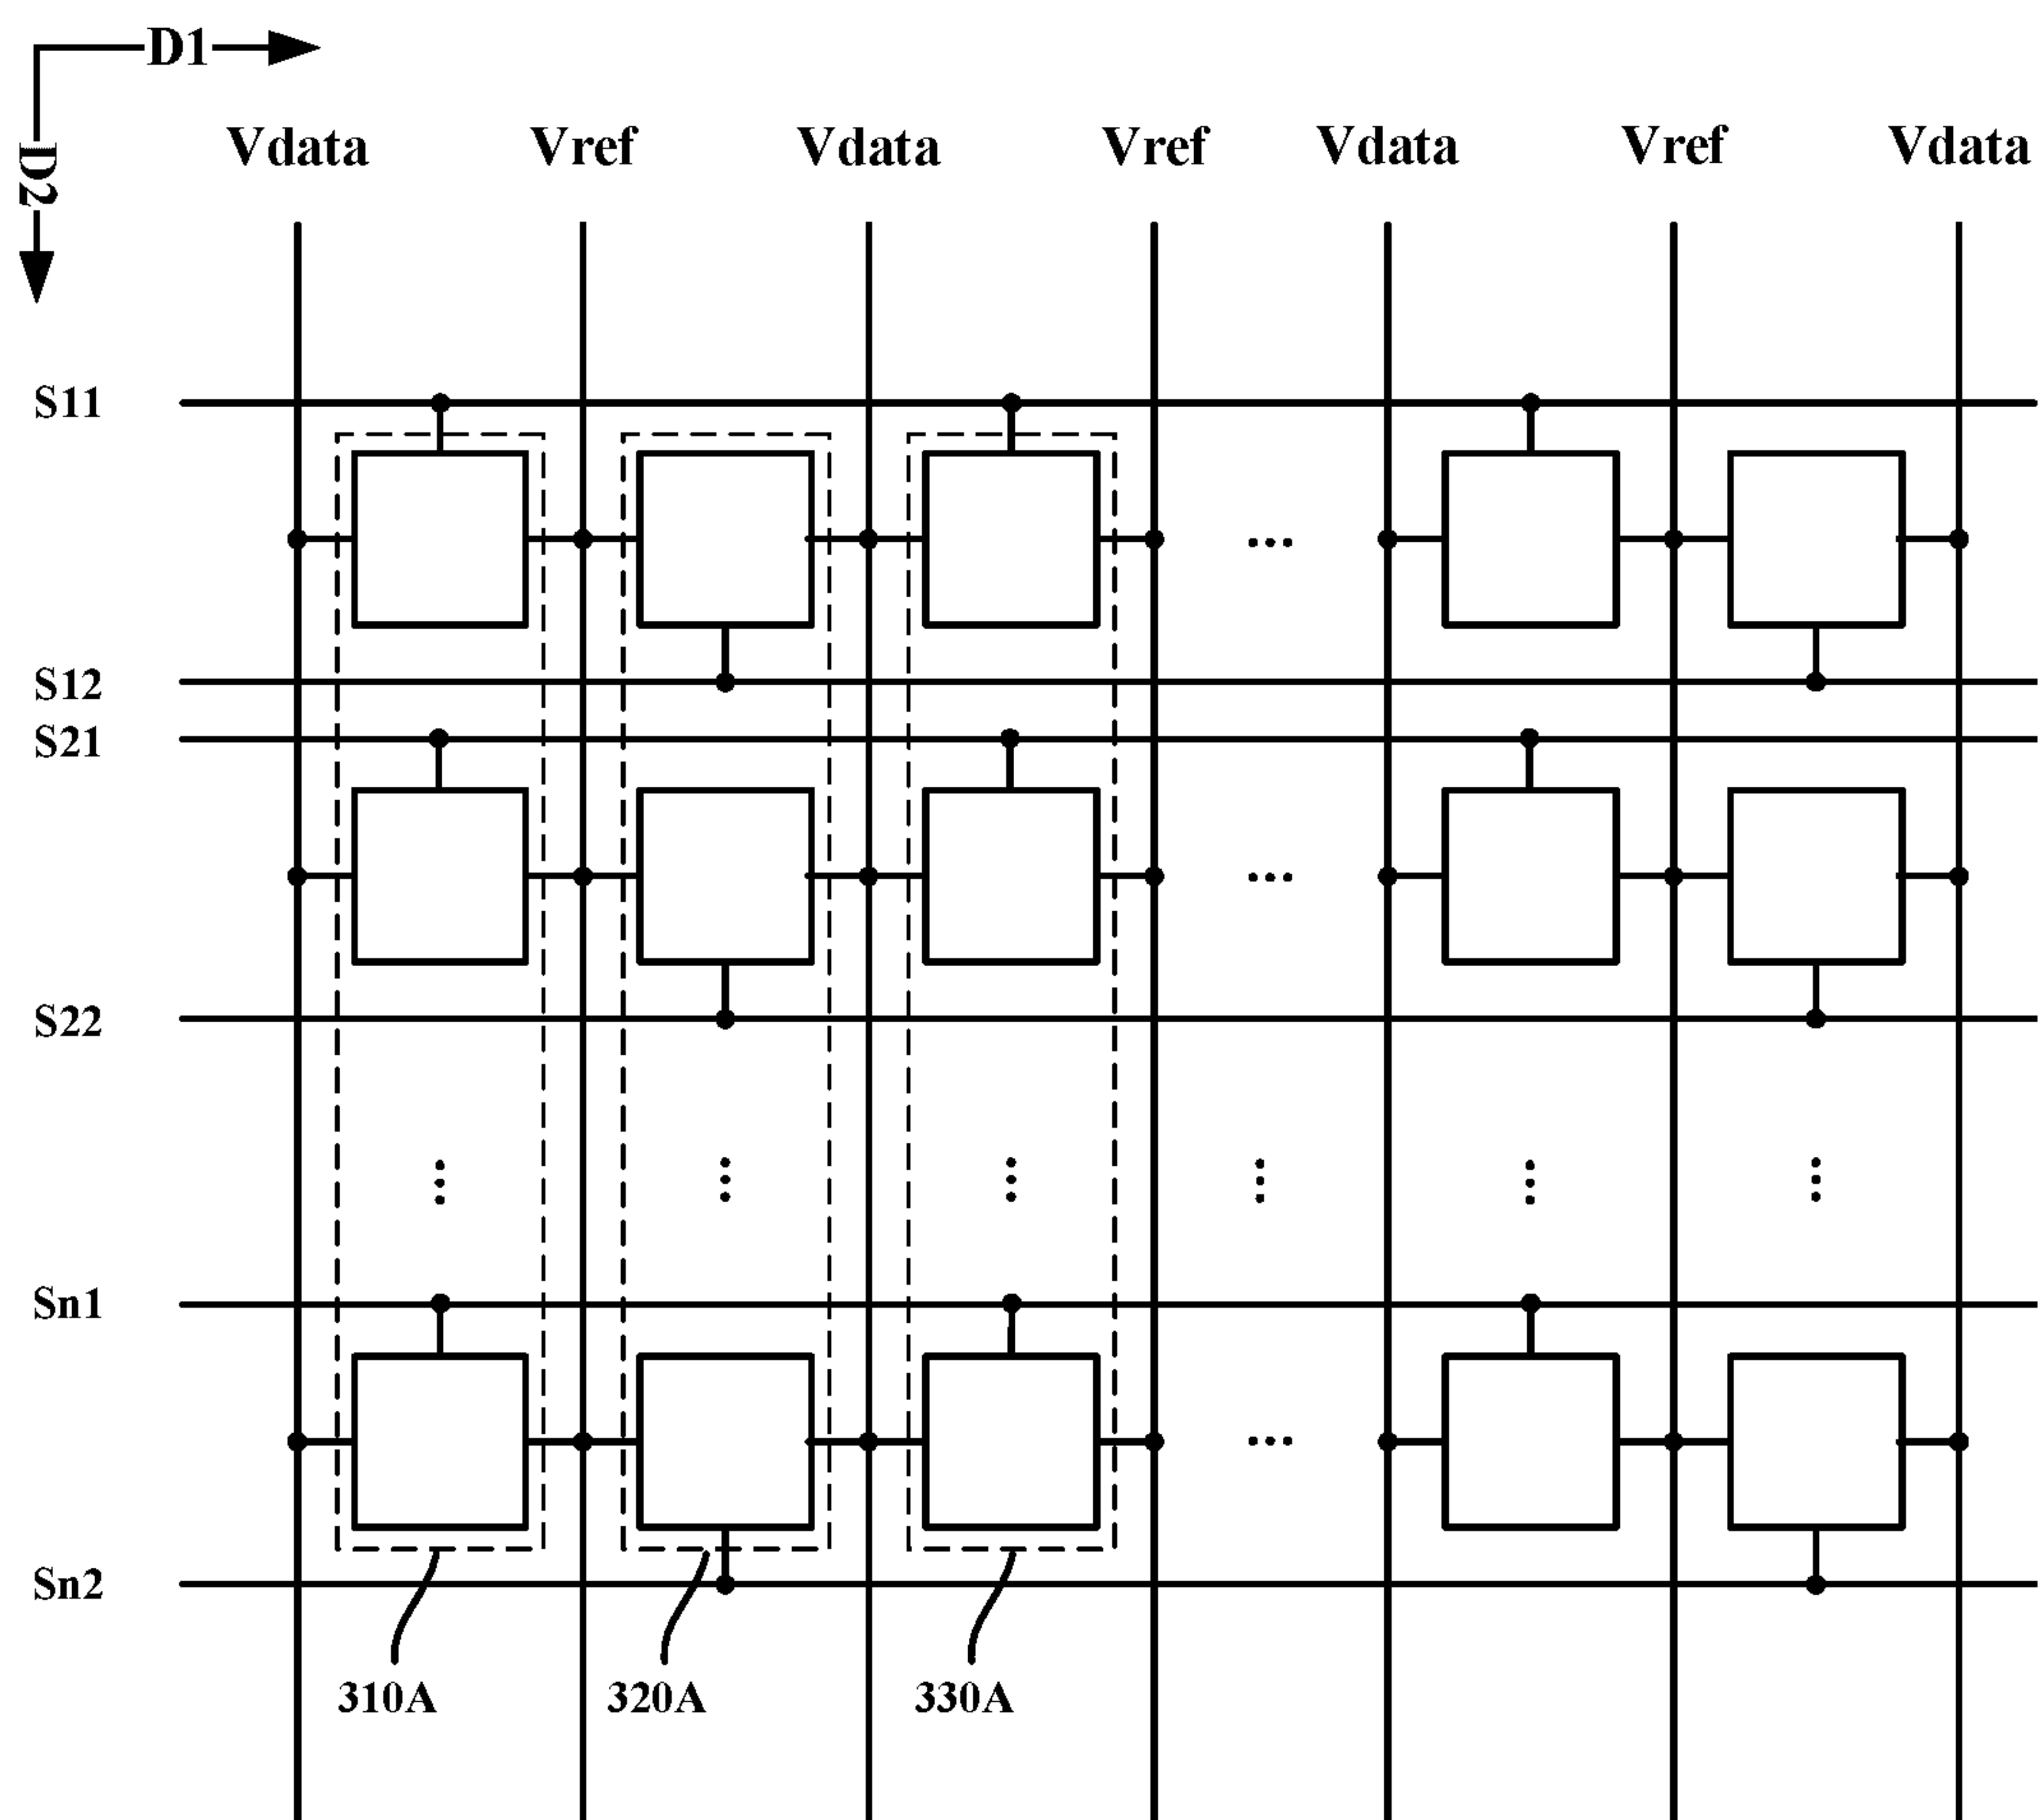 D1
D2
Vdata Vref Vdata Vref Vdata Vref Vdata
S11
...
S12
S21
...
S22
Sn1
...
Sn2
310A 320A 330A